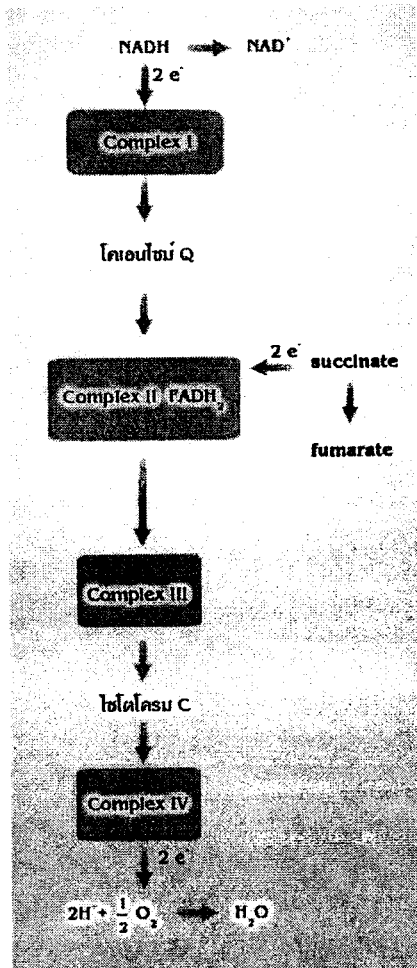 NADH → NAD⁺
2 e⁻
Complex I
โคเอนไซม์ Q
2 e⁻ succinate
Complex II FADH₂
fumarate
Complex III
ไซโตโครม C
Complex IV
2 e⁻
2H⁺ + 1/2 O₂ → H₂O